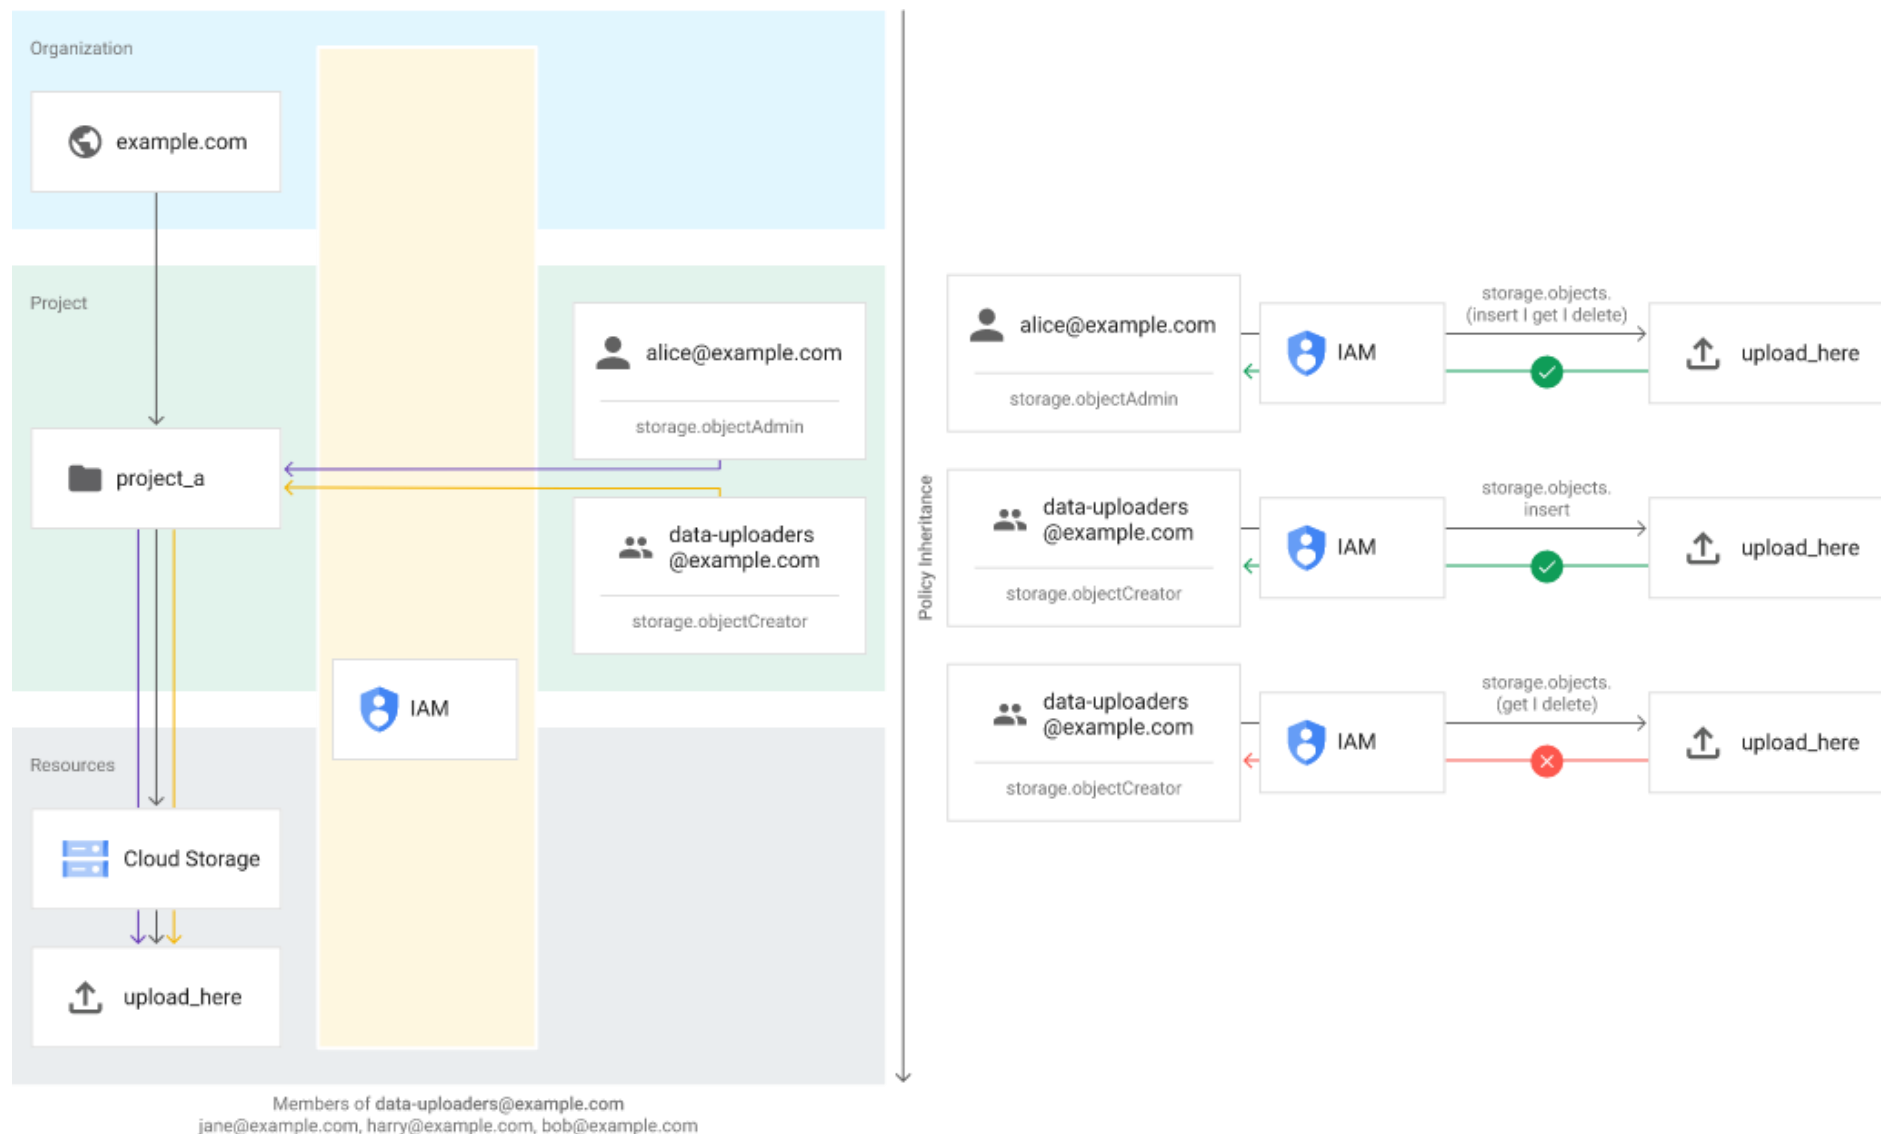 Organization
example.com
Project
alice@example.com
storage.objectAdmin
project_a
data-uploaders
@example.com
storage.objectCreator
IAM
Resources
Cloud Storage
upload_here
Members of data-uploaders@example.com
jane@example.com, harry@example.com, bob@example.com
Policy Inheritance
alice@example.com
storage.objectAdmin
IAM
storage.objects.
(insert I get I delete)
upload_here
data-uploaders
@example.com
storage.objectCreator
IAM
storage.objects.
insert
upload_here
data-uploaders
@example.com
storage.objectCreator
IAM
storage.objects.
(get I delete)
upload_here